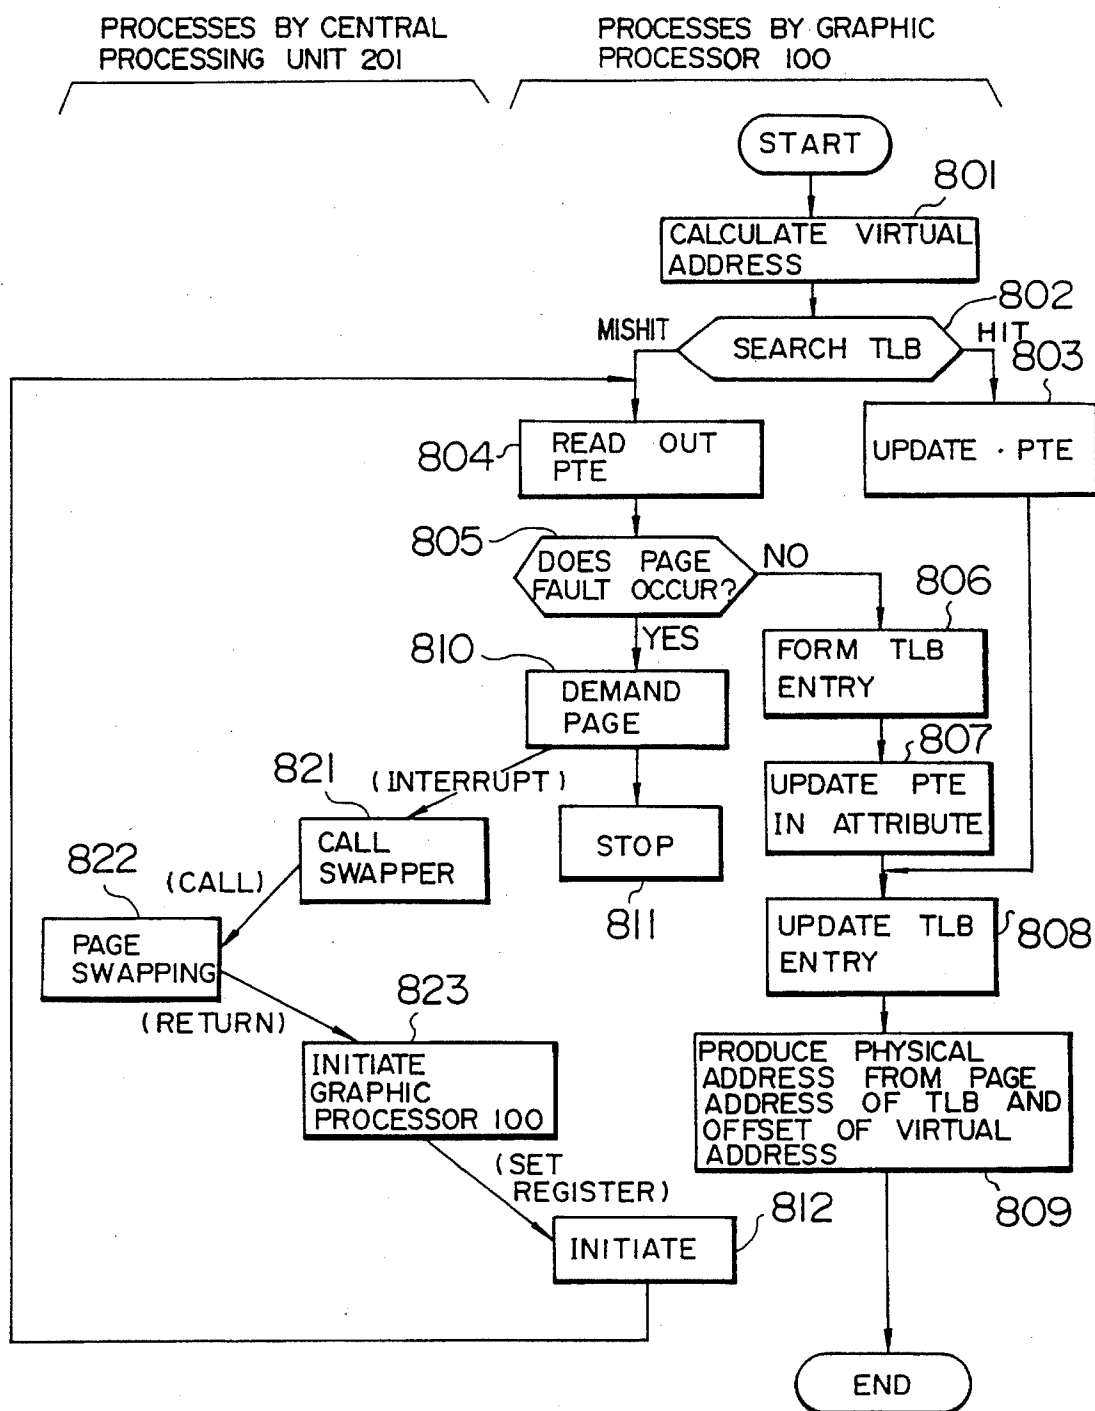 PROCESSES BY CENTRAL
PROCESSING UNIT 201
PROCESSES BY GRAPHIC
PROCESSOR 100
START
801
CALCULATE VIRTUAL
ADDRESS
802
MISHIT
SEARCH TLB
HIT
803
UPDATE · PTE
804
READ OUT
PTE
805
DOES PAGE
FAULT OCCUR?
NO
YES
806
FORM TLB
ENTRY
810
DEMAND
PAGE
807
UPDATE PTE
IN ATTRIBUTE
(INTERRUPT)
821
CALL
SWAPPER
STOP
811
822
(CALL)
PAGE
SWAPPING
(RETURN)
UPDATE TLB
ENTRY
808
823
INITIATE
GRAPHIC
PROCESSOR 100
PRODUCE PHYSICAL
ADDRESS FROM PAGE
ADDRESS OF TLB AND
OFFSET OF VIRTUAL
ADDRESS
809
(SET
REGISTER)
812
INITIATE
END